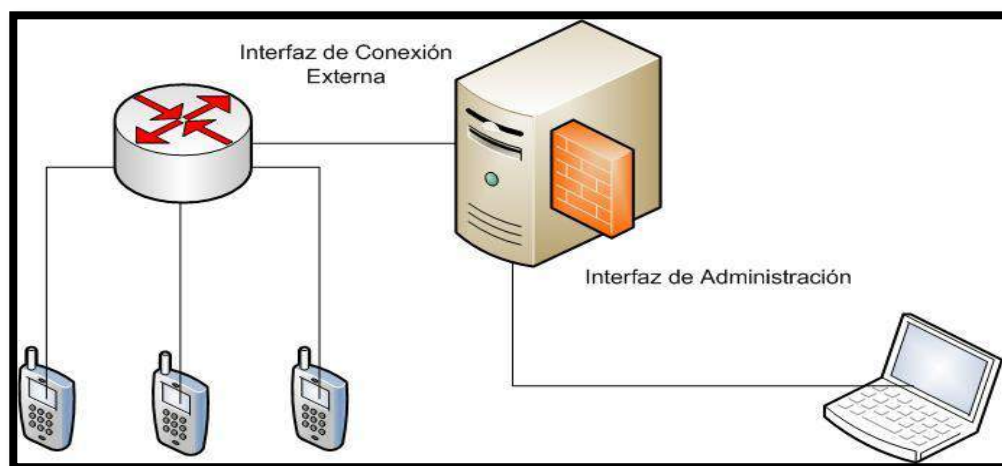 Interfaz de Conexión
Externa
Interfaz de Administración